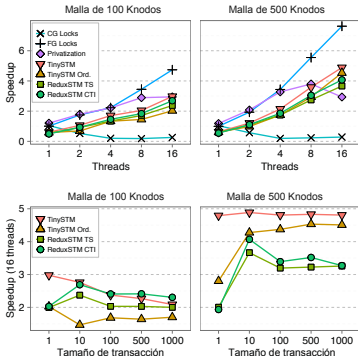 Malla de 100 Knodos
Malla de 500 Knodos
Speedup
6
4
2
0
CG Locks
FG Locks
Privatization
TinySTM
TinySTM Ord.
ReduxSTM TS
ReduxSTM CTI
1 2 4 8 16
1 2 4 8 16
Threads
Threads
Malla de 100 Knodos
Malla de 500 Knodos
Speedup (16 threads)
5
4
3
2
1
TinySTM
TinySTM Ord.
ReduxSTM TS
ReduxSTM CTI
1 10 100 500 1000
1 10 100 500 1000
Tamaño de transacción
Tamaño de transacción